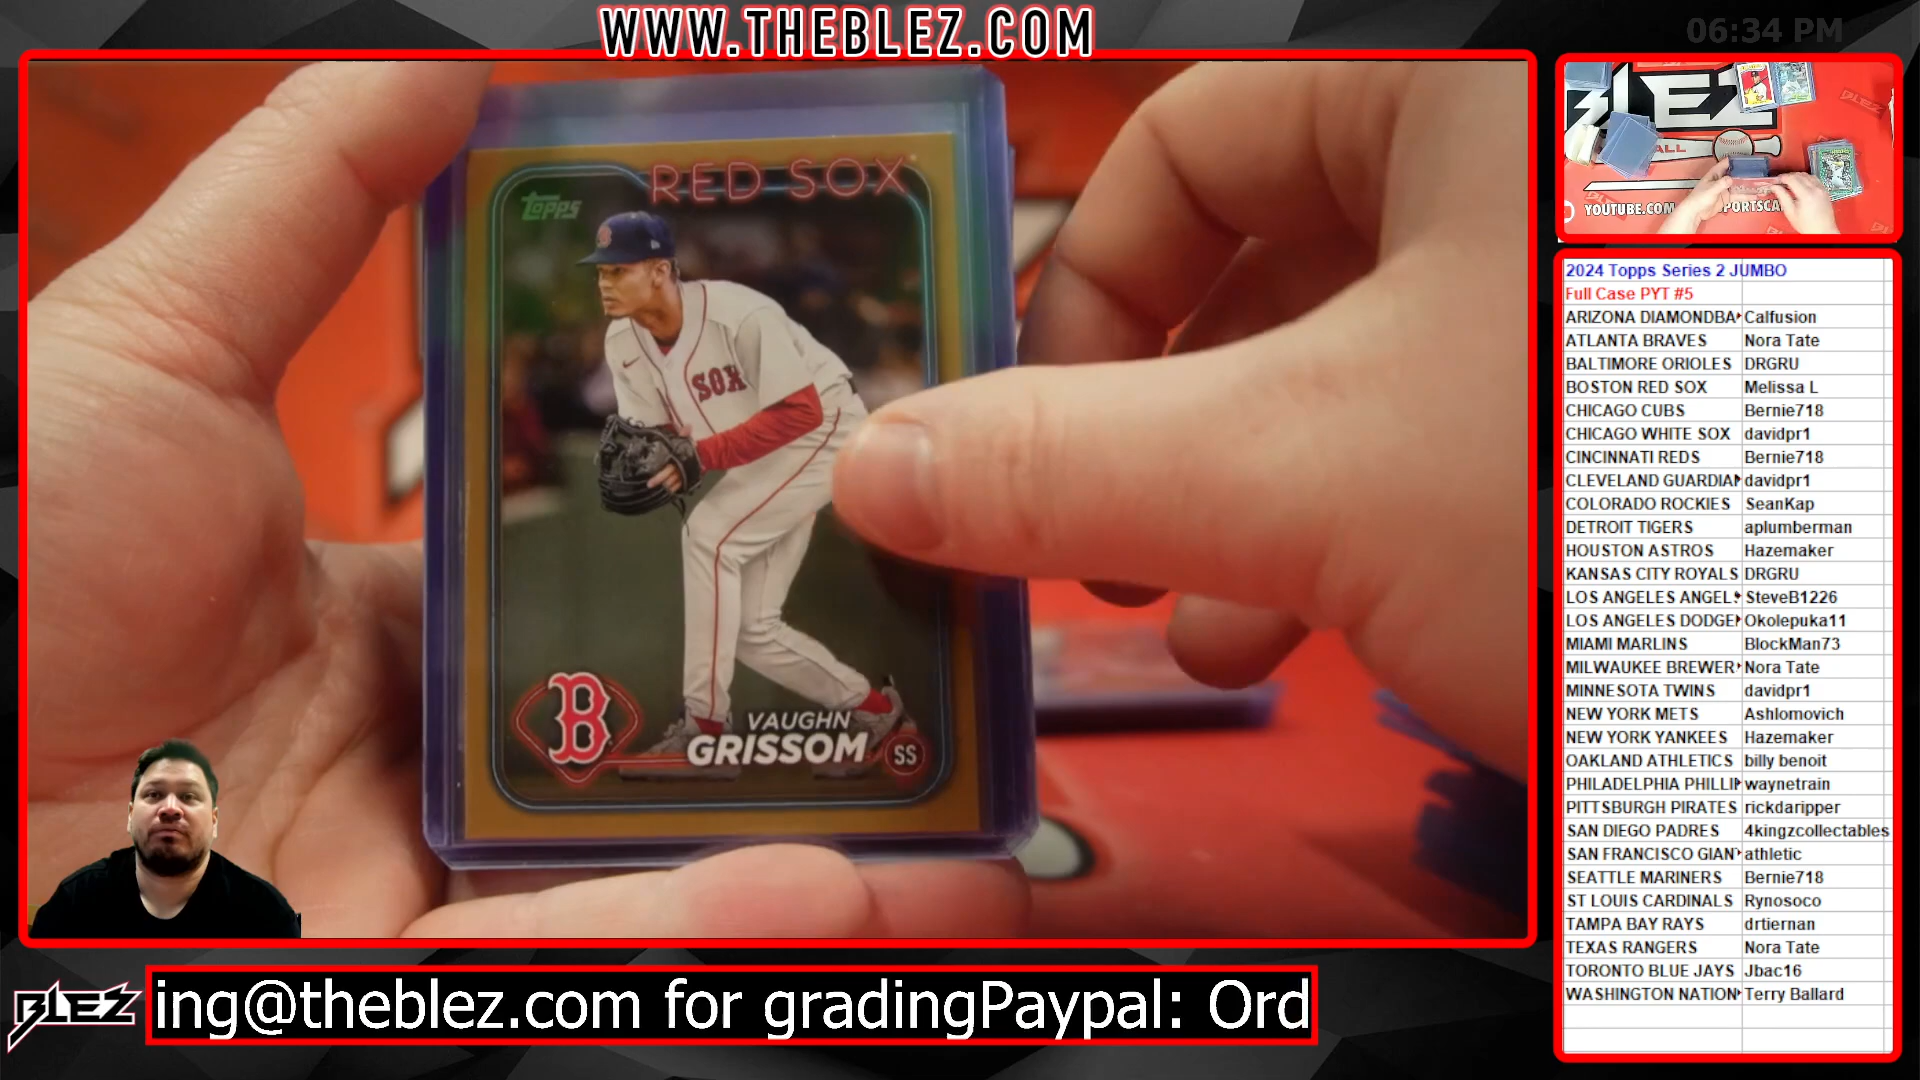 WWW.THEBLEZ.COM
06:34 PM
RED SOX
Topps
SOX
B
VAUGHN
GRISSOM
SS
BLEZ
BLEZ
ALL
YOUTUBE.COM
PORTSCA
2024 Topps Series 2 JUMBO
Full Case PYT #5
ARIZONA DIAMONDBA Calfusion
ATLANTA BRAVES Nora Tate
BALTIMORE ORIOLES DRGRU
BOSTON RED SOX Melissa L
CHICAGO CUBS Bernie718
CHICAGO WHITE SOX davidpr1
CINCINNATI REDS Bernie718
CLEVELAND GUARDIAN davidpr1
COLORADO ROCKIES SeanKap
DETROIT TIGERS aplumberman
HOUSTON ASTROS Hazemaker
KANSAS CITY ROYALS DRGRU
LOS ANGELES ANGELS SteveB1226
LOS ANGELES DODGE Okolepuka11
MIAMI MARLINS BlockMan73
MILWAUKEE BREWER Nora Tate
MINNESOTA TWINS davidpr1
NEW YORK METS Ashlomovich
NEW YORK YANKEES Hazemaker
OAKLAND ATHLETICS billy benoit
PHILADELPHIA PHILLI waynetrain
PITTSBURGH PIRATES rickdaripper
SAN DIEGO PADRES 4kingzcollectables
SAN FRANCISCO GIAN athletic
SEATTLE MARINERS Bernie718
ST LOUIS CARDINALS Rynosoco
TAMPA BAY RAYS drtiernan
TEXAS RANGERS Nora Tate
TORONTO BLUE JAYS Jbac16
WASHINGTON NATION Terry Ballard
BLEZ
ing@theblez.com for gradingPaypal: Ord